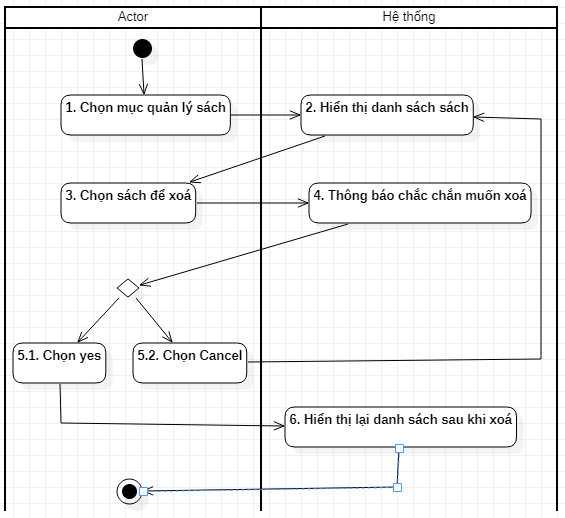 Actor
Hệ thống
1. Chọn mục quản lý sách
2. Hiển thị danh sách sách
3. Chọn sách để xoá
4. Thông báo chắc chắn muốn xoá
5.1. Chọn yes
5.2. Chọn Cancel
6. Hiển thị lại danh sách sau khi xoá